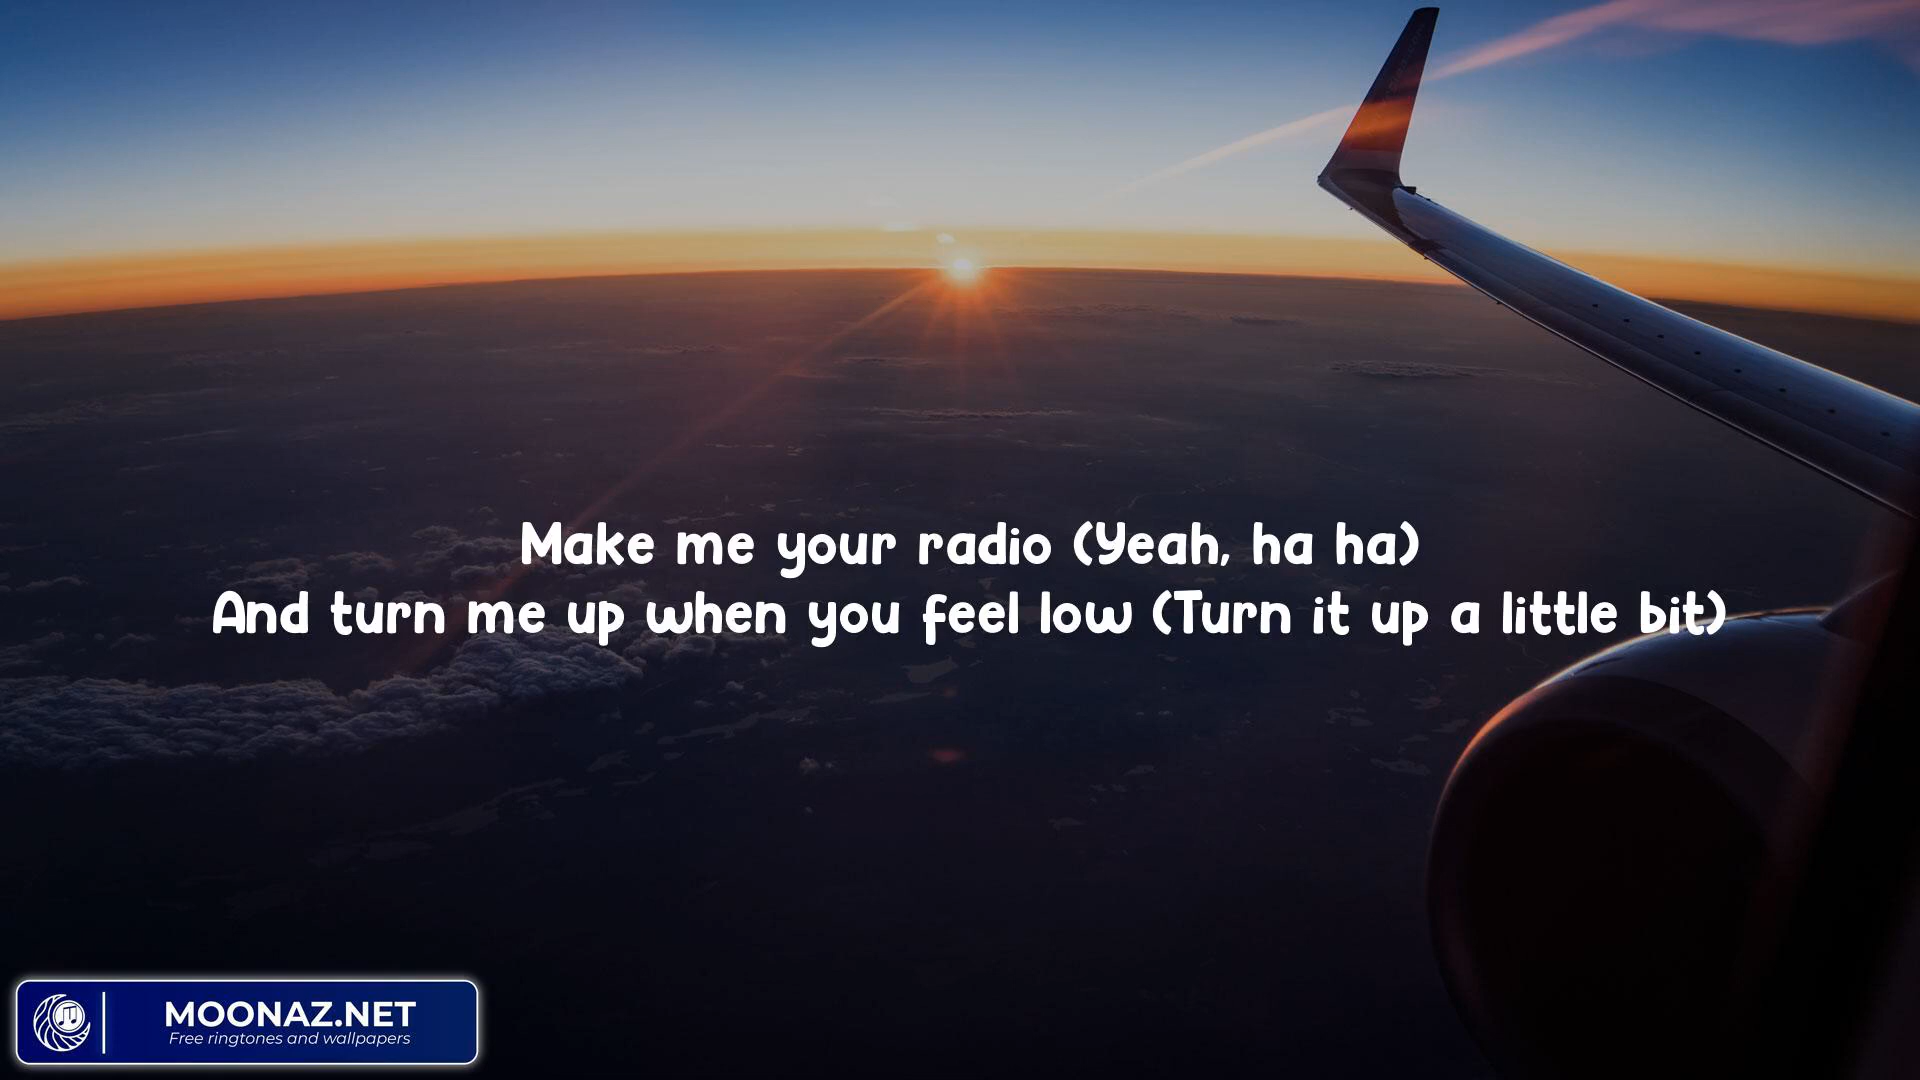 Make me your radio (Yeah, ha ha)
And turn me up when you feel low (Turn it up a little bit)
MOONAZ.NET
Free ringtones and wallpapers